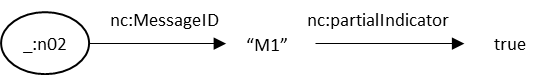 nc:MessageID nc:partialIndicator
_:n02 “M1” true